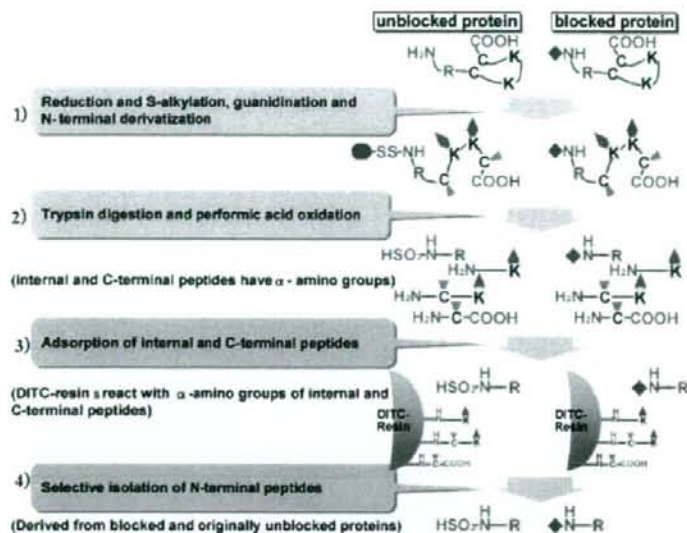 unblocked protein blocked protein
COOH COOH
H₂N C K ◆NH C K
R C K R C K
1) Reduction and S-alkylation, guanidination and
N-terminal derivatization
SS-NH K K ◆NH K K
R C R C
C COOH C COOH
2) Trypsin digestion and performic acid oxidation
HSO₃-N-R ◆N-R
H H
(internal and C-terminal peptides have α - amino groups)
H₂N K H₂N K
H₂N-C-K H₂N-C-K
H₂N-C-COOH H₂N-C-COOH
3) Adsorption of internal and C-terminal peptides
(DITC-resin s react with α-amino groups of internal and
C-terminal peptides)
H H
HSO₃-N-R ◆N-R
DITC- DITC-
Resin Resin
4) Selective isolation of N-terminal peptides
(Derived from blocked and originally unblocked proteins)
H H
HSO₃-N-R ◆N-R